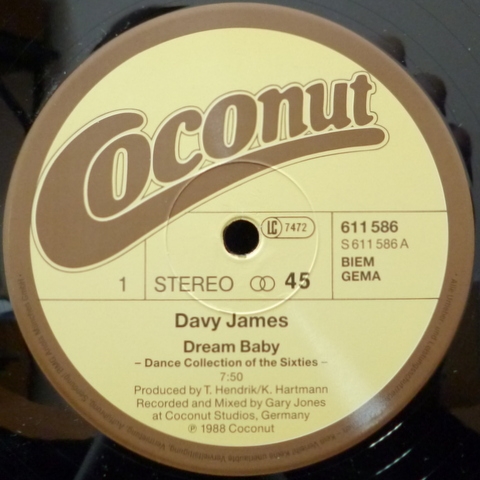 Coconut
LC 7472
611 586
S 611 586 A
BIEM
GEMA
1
STEREO
45
Davy James
Dream Baby
– Dance Collection of the Sixties –
7:50
Produced by T. Hendrik/K. Hartmann
Recorded and Mixed by Gary Jones
at Coconut Studios, Germany
℗ 1988 Coconut